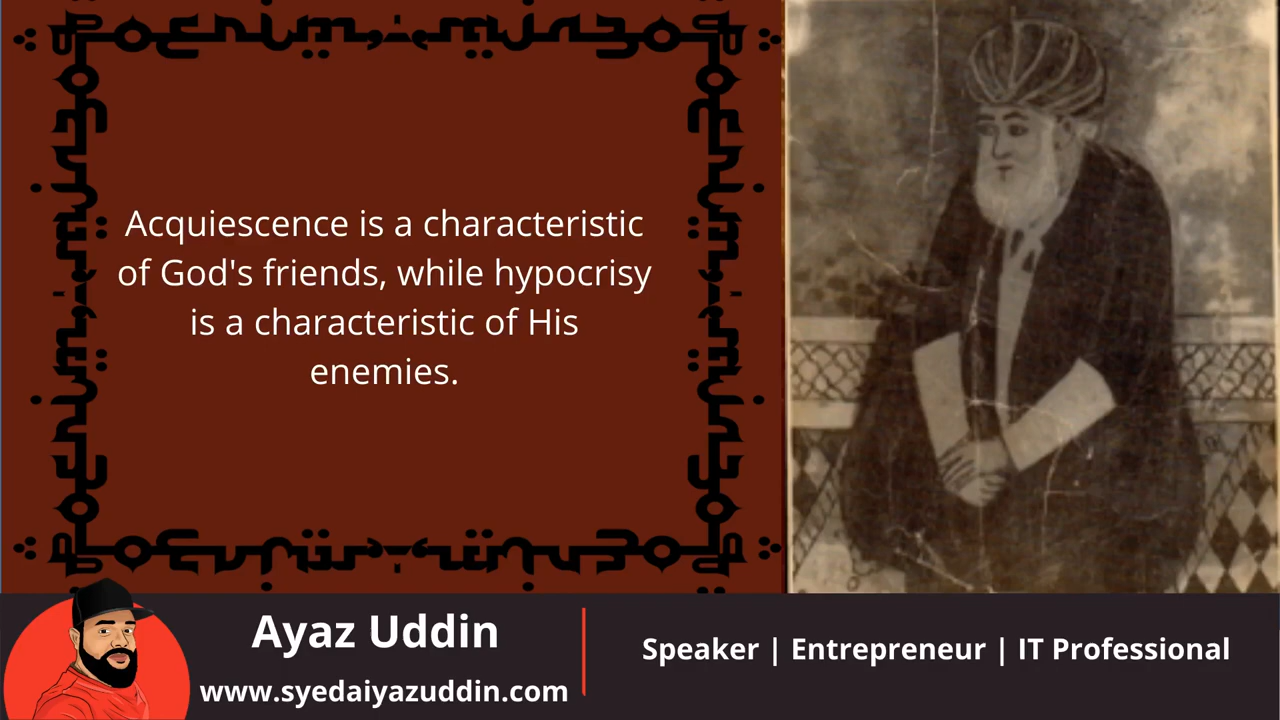 Acquiescence is a characteristic
of God's friends, while hypocrisy
is a characteristic of His
enemies.
Ayaz Uddin
www.syedaiyazuddin.com
Speaker | Entrepreneur | IT Professional